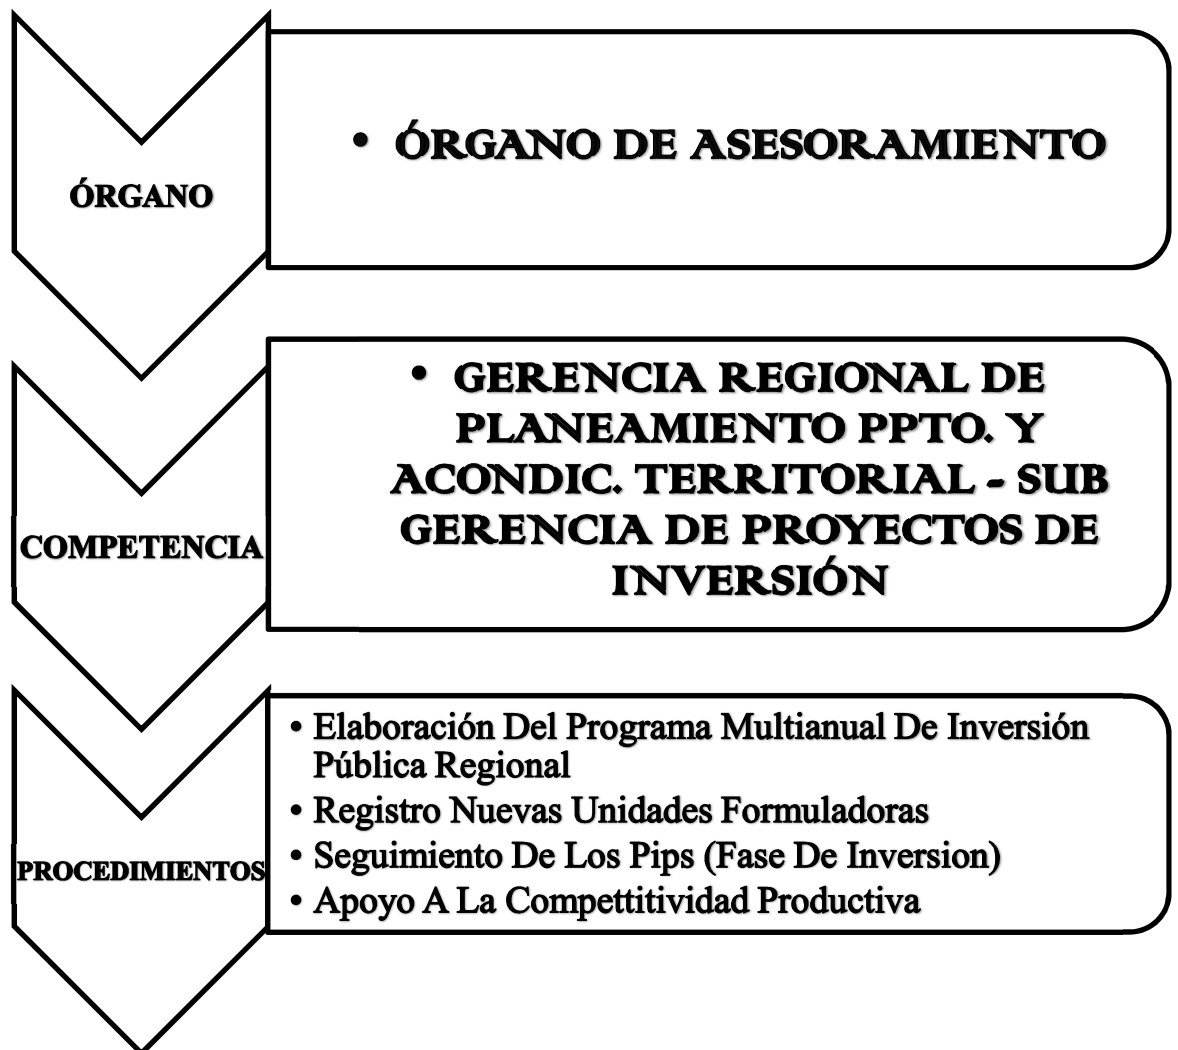 ÓRGANO
• ÓRGANO DE ASESORAMIENTO
COMPETENCIA
• GERENCIA REGIONAL DE
PLANEAMIENTO PPTO. Y
ACONDIC. TERRITORIAL - SUB
GERENCIA DE PROYECTOS DE
INVERSIÓN
PROCEDIMIENTOS
• Elaboración Del Programa Multianual De Inversión
Pública Regional
• Registro Nuevas Unidades Formuladoras
• Seguimiento De Los Pips (Fase De Inversion)
• Apoyo A La Compettitividad Productiva